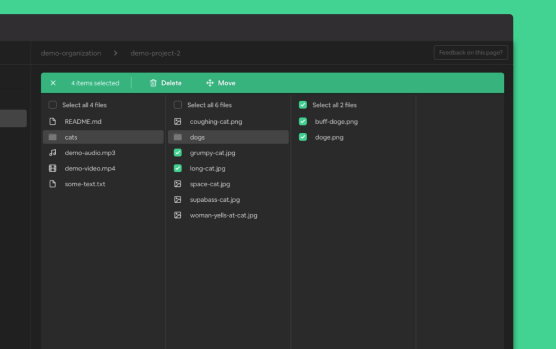 demo-organization > demo-project-2
Feedback on this page?
4 items selected
Delete
Move
Select all 4 files
README.md
cats
demo-audio.mp3
demo-video.mp4
some-text.txt
Select all 6 files
coughing-cat.png
dogs
grumpy-cat.jpg
long-cat.jpg
space-cat.jpg
supabass-cat.jpg
woman-yells-at-cat.jpg
Select all 2 files
buff-doge.png
doge.png